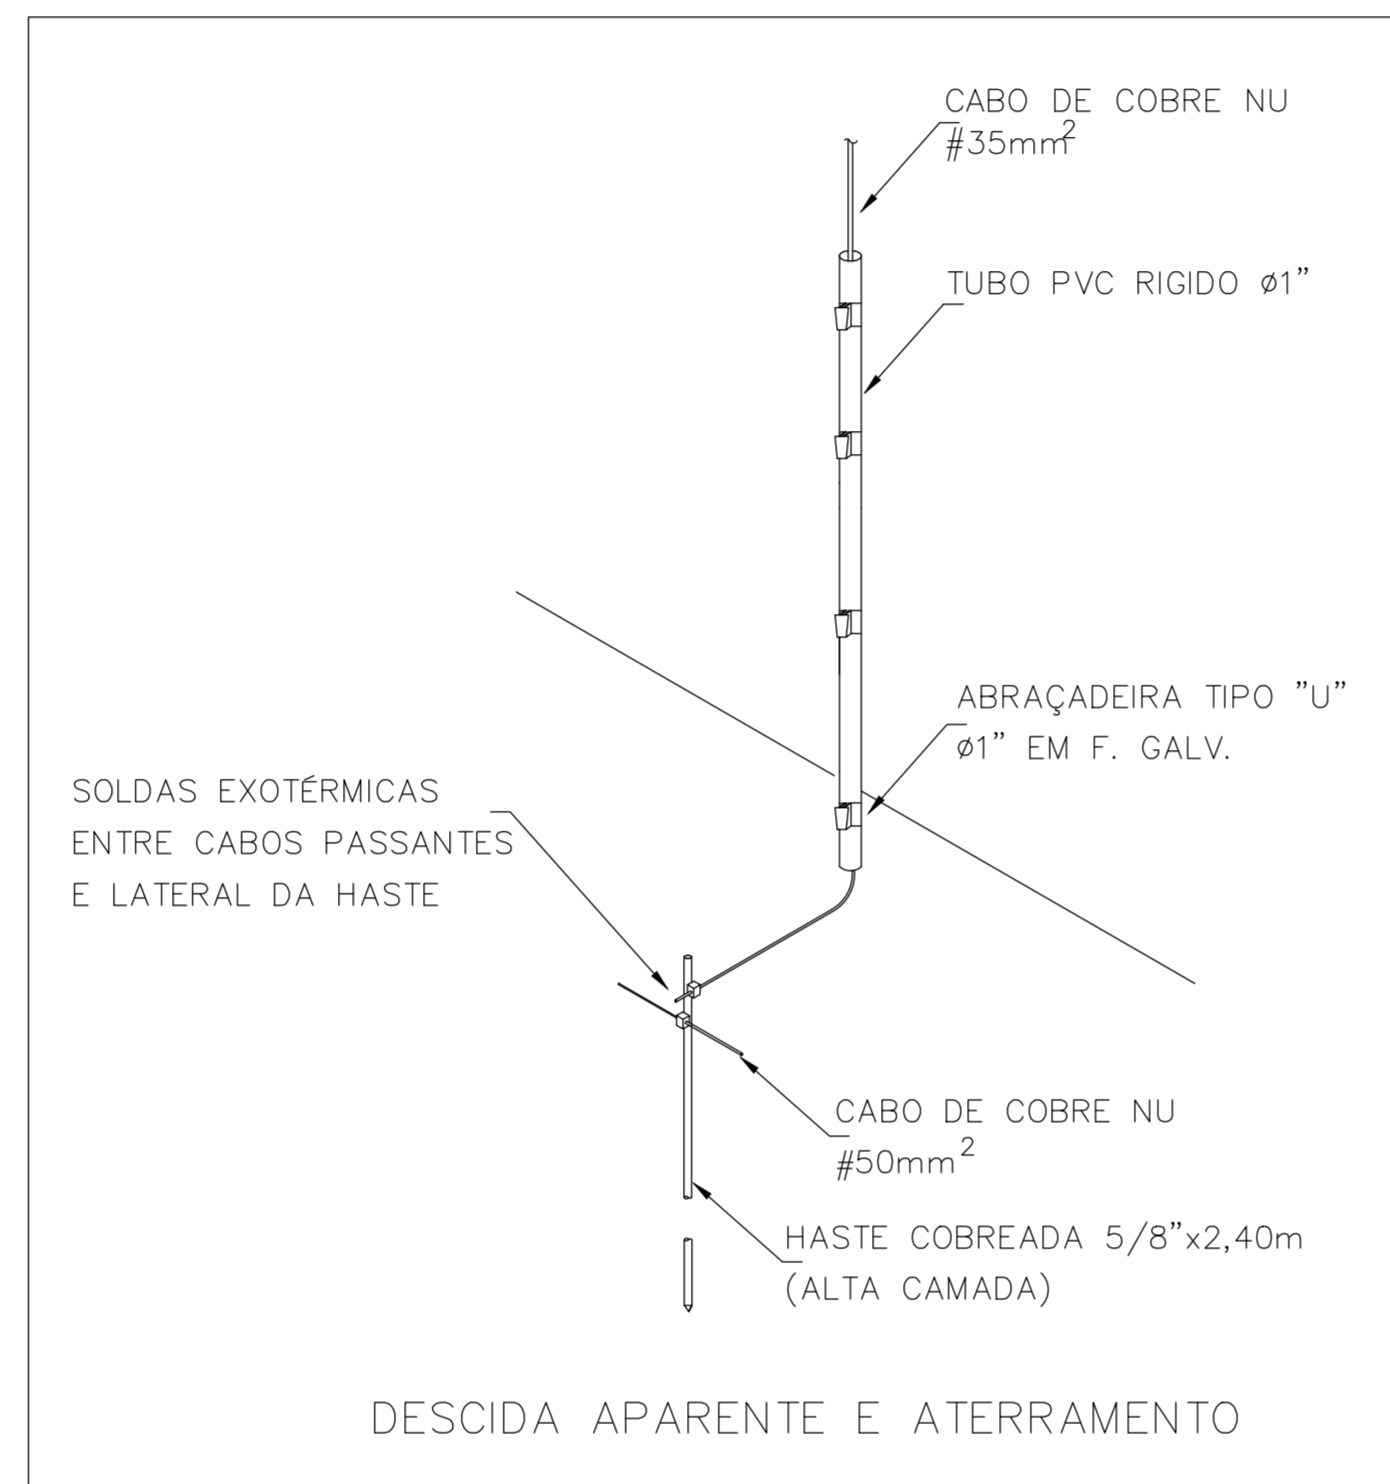 CABO DE COBRE NU
#35mm²
TUBO PVC RIGIDO ø1”
ABRAÇADEIRA TIPO ”U”
ø1” EM F. GALV.
SOLDAS EXOTÉRMICAS
ENTRE CABOS PASSANTES
E LATERAL DA HASTE
CABO DE COBRE NU
#50mm²
HASTE COBREADA 5/8”x2,40m
(ALTA CAMADA)
DESCIDA APARENTE E ATERRAMENTO